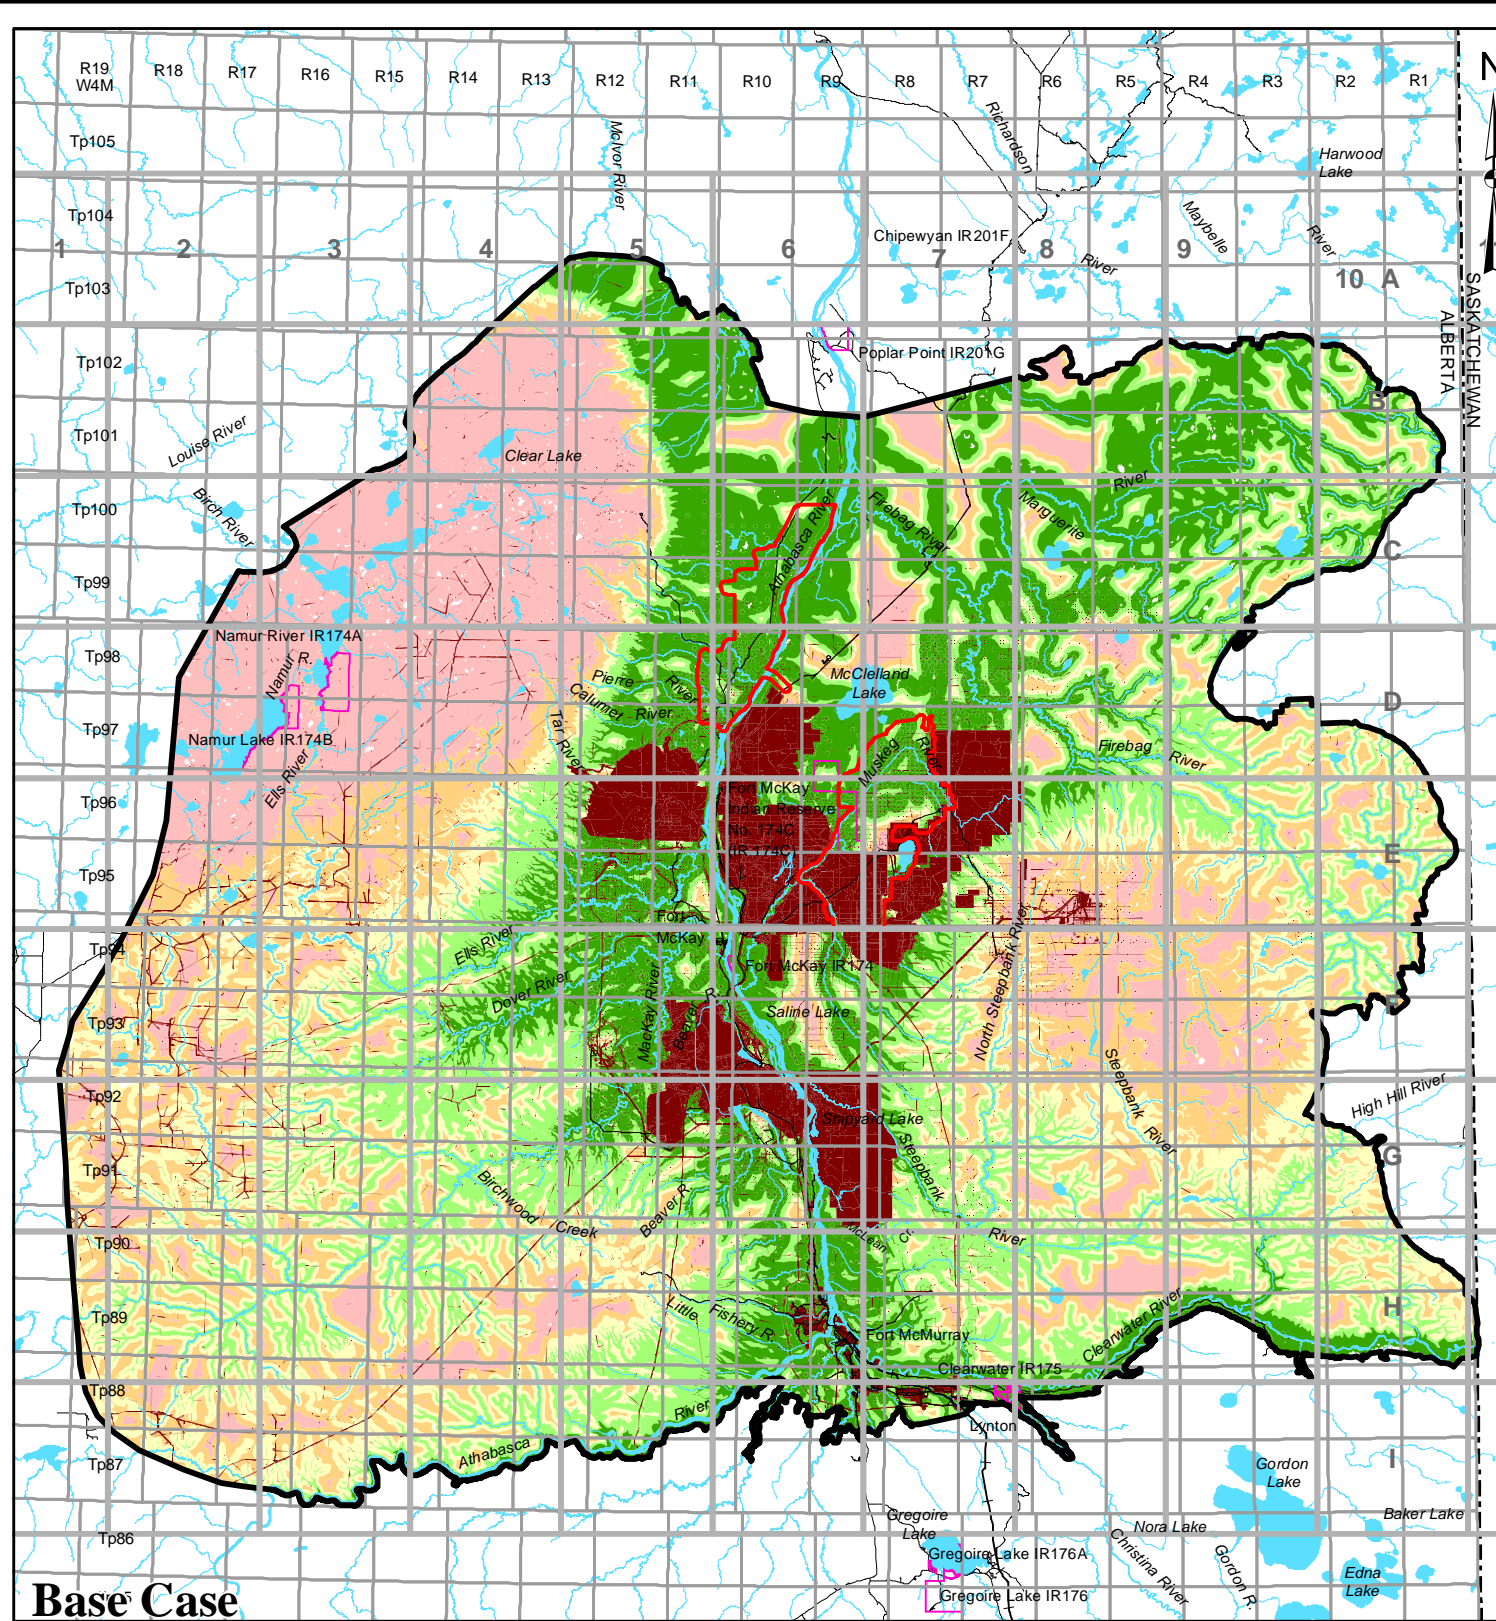 R19
W4M
R18
R17
R16
R15
R14
R13
R12
R11
R10
R9
R8
R7
R6
R5
R4
R3
R2
R1
N
Tp105
McIvor River
Richardson
Harwood
Lake
Tp104
Maybelle
River
Chipewyan IR201F
River
1
2
3
4
5
6
7
8
9
10
A
Tp103
SASKATCHEWAN
ALBERTA
Tp102
Poplar Point IR201G
B
Tp101
Louise River
Clear Lake
Tp100
Birch River
Athabasca River
Firebag River
Marguerite
River
C
Tp99
Namur River IR174A
Tp98
Namur
R.
Pierre
River
McClelland
Lake
Calumet
River
D
Tp97
Namur Lake IR174B
Tar River
Muskeg
River
Firebag
River
Ells River
Tp96
Fort McKay
Indian Reserve
No. 174C
(IR 174C)
E
Tp95
Fort
McKay
Tp94
Ells River
Fort McKay IR174
Dover River
MacKay River
Beaver
R.
Saline Lake
North Steepbank River
F
Tp93
Steepbank
River
Tp92
Shipyard Lake
High Hill River
Steepbank
River
G
Tp91
Birchwood
Creek
Beaver R.
McLean
Cr.
Tp90
Little
Fishery R.
H
Tp89
Fort McMurray
Clearwater River
Clearwater IR175
Tp88
River
Lynton
Athabasca
I
Tp87
Gordon
Lake
Gregoire
Lake
Nora Lake
Baker Lake
Tp86
Gregoire Lake IR176A
Christina River
Gordon R.
Edna
Lake
Gregoire Lake IR176
Base Case